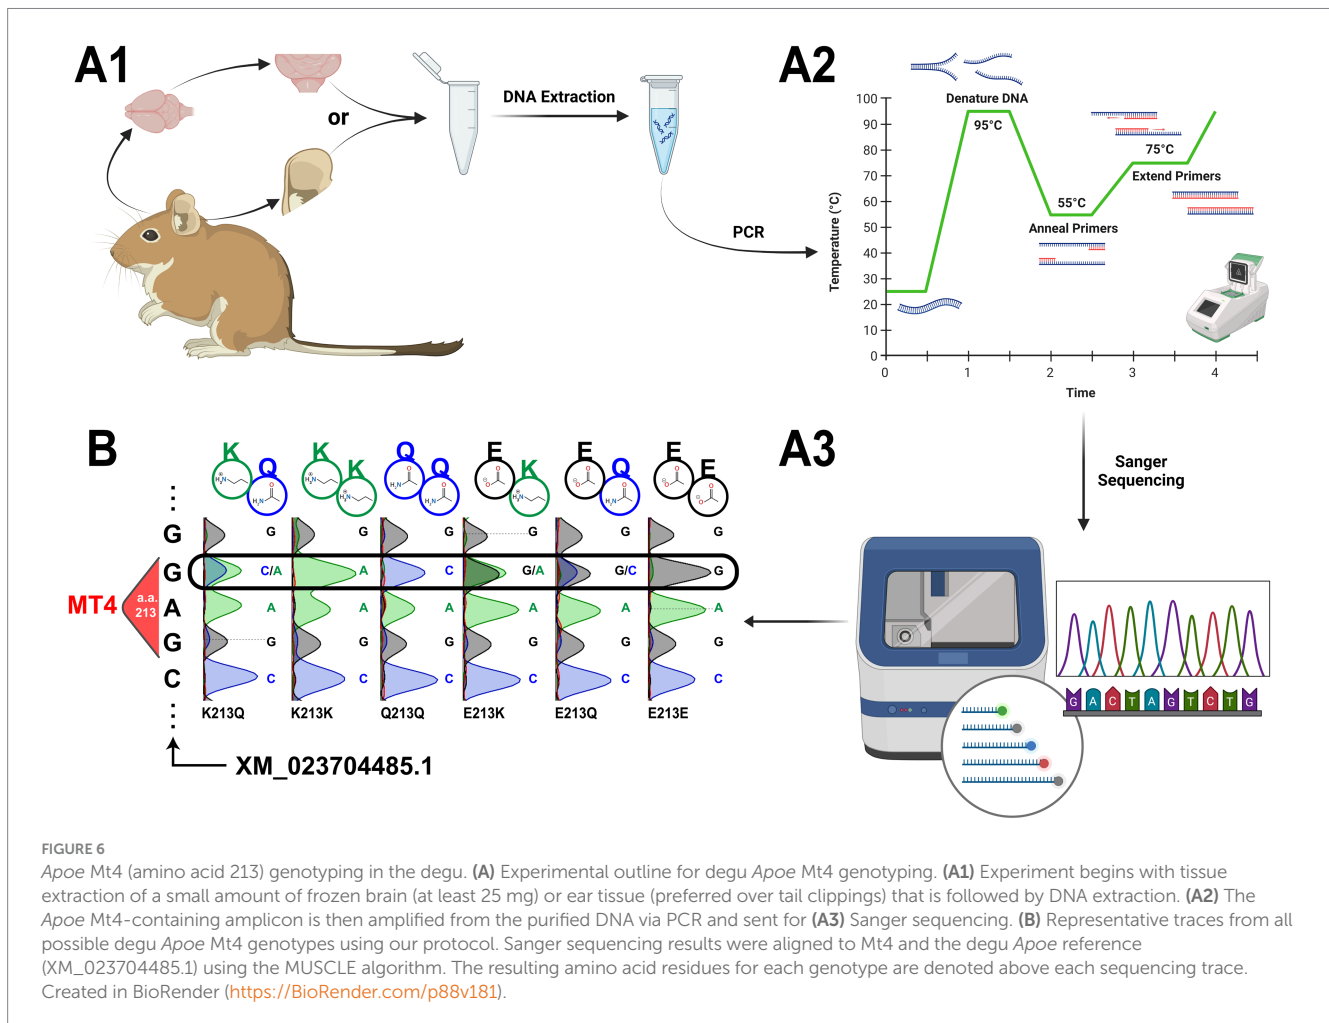 A1
or
DNA Extraction
PCR
A2
Denature DNA
95°C
55°C
Anneal Primers
75°C
Extend Primers
Temperature (°C)
100
90
80
70
60
50
40
30
20
10
0
0 1 2 3 4
Time
Sanger
Sequencing
A3
G A C T A G T C T G
B
K Q K K Q Q E K E Q E E
G G G G G G G
G C/A A C G/A G/C G
A A A A A A A
G G G G G G G
C C C C C C C
MT4
a.a.
213
K213Q K213K Q213Q E213K E213Q E213E
XM_023704485.1
FIGURE 6
Apoe Mt4 (amino acid 213) genotyping in the degu. (A) Experimental outline for degu Apoe Mt4 genotyping. (A1) Experiment begins with tissue
extraction of a small amount of frozen brain (at least 25 mg) or ear tissue (preferred over tail clippings) that is followed by DNA extraction. (A2) The
Apoe Mt4-containing amplicon is then amplified from the purified DNA via PCR and sent for (A3) Sanger sequencing. (B) Representative traces from all
possible degu Apoe Mt4 genotypes using our protocol. Sanger sequencing results were aligned to Mt4 and the degu Apoe reference
(XM_023704485.1) using the MUSCLE algorithm. The resulting amino acid residues for each genotype are denoted above each sequencing trace.
Created in BioRender (https://BioRender.com/p88v181).